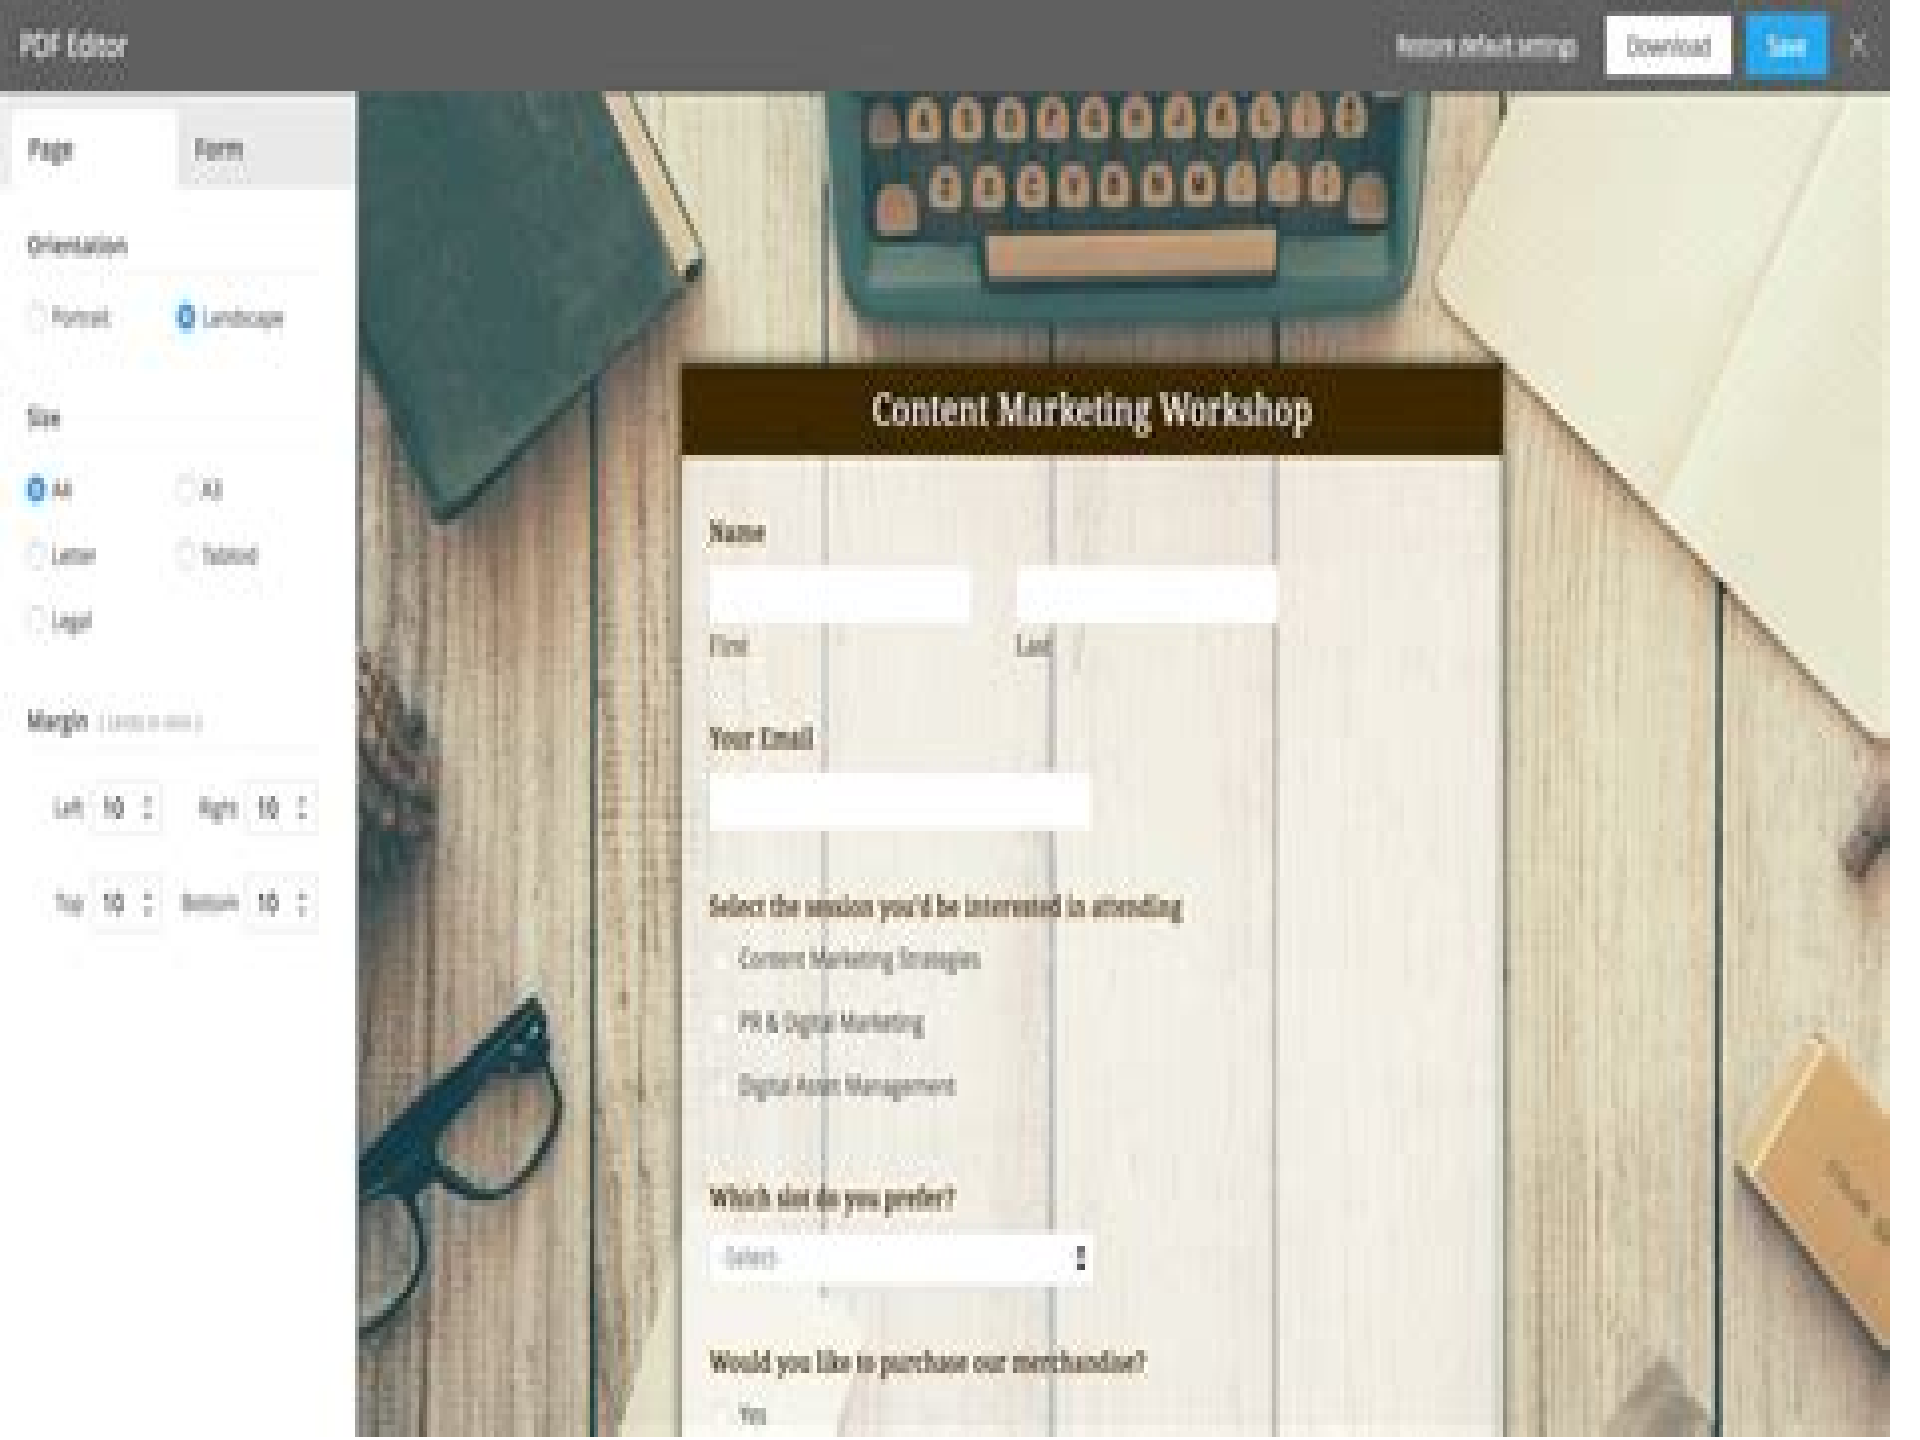 PDF Editor
Restore default settings Download Save
Page Form
Orientation
Portrait Landscape
Size
A4 A3
Letter Tabloid
Legal
Margin
Left 10 Right 10
Top 10 Bottom 10
Content Marketing Workshop
Name
First Last
Your Email
Select the session you'd be interested in attending
Content Marketing Strategies
PR & Digital Marketing
Digital Asset Management
Which slot do you prefer?
-Select-
Would you like to purchase our merchandise?
Yes